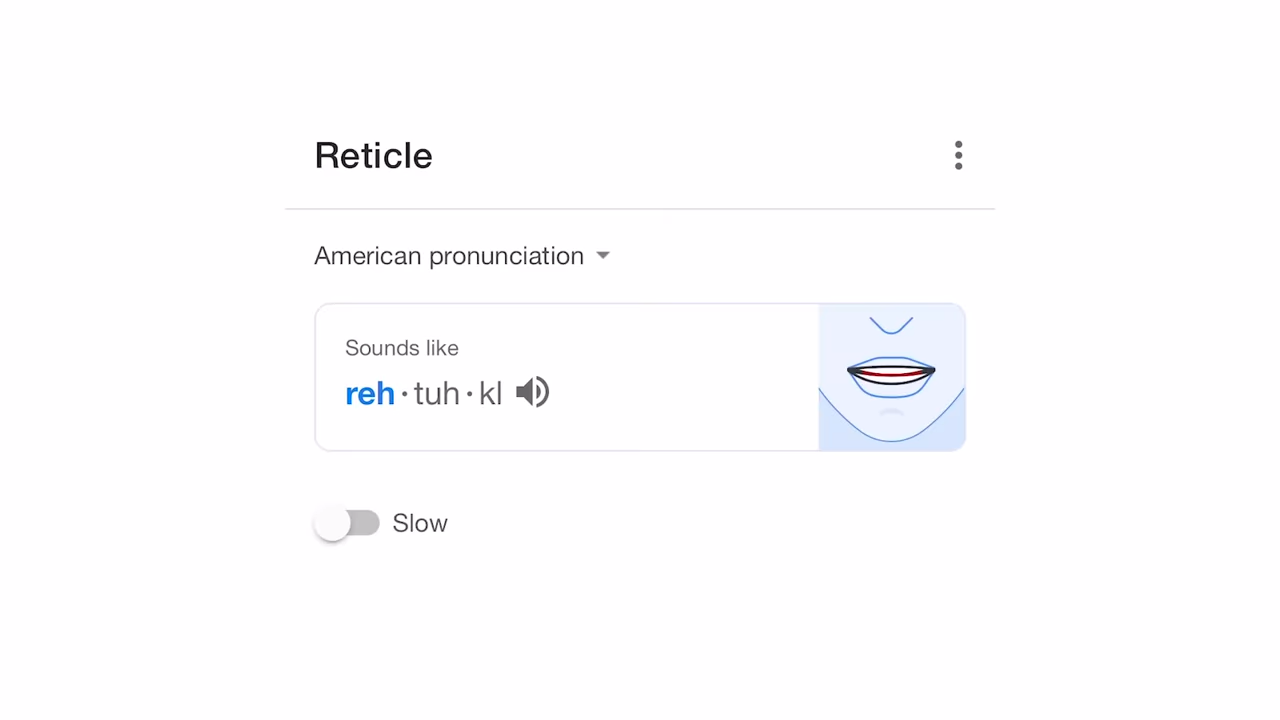 Reticle
American pronunciation
Sounds like
reh · tuh · kl
Slow